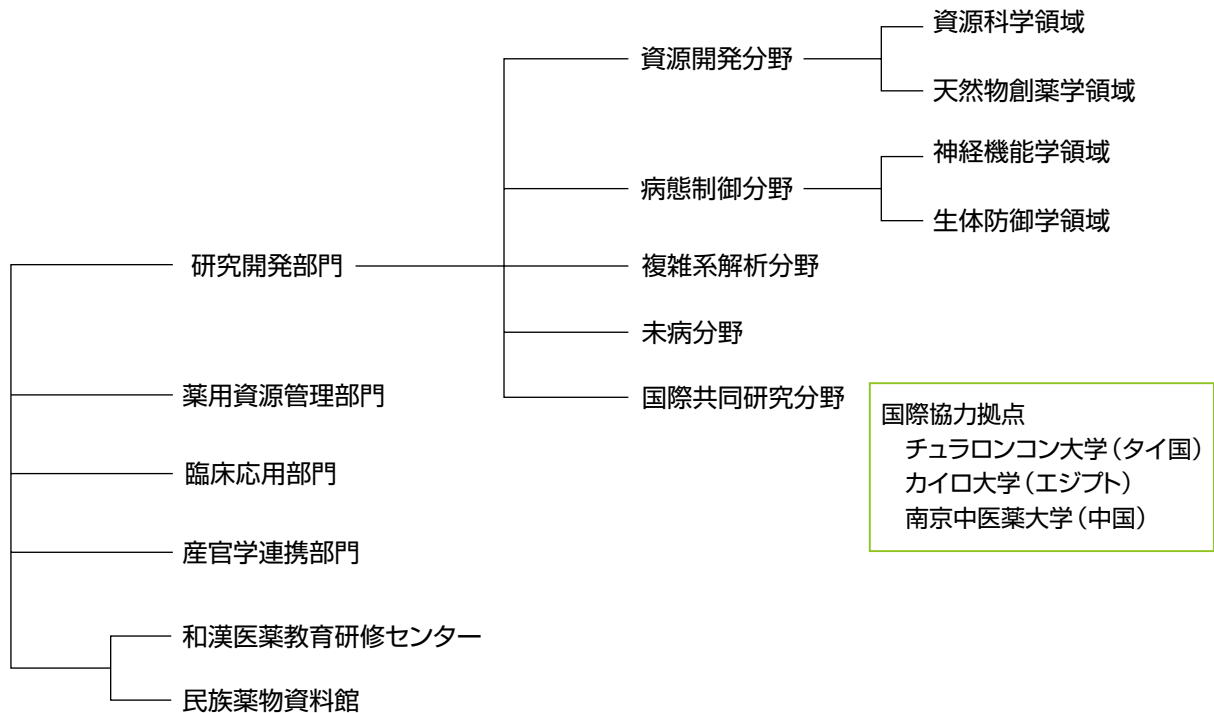 資源科学領域
資源開発分野
天然物創薬学領域
神経機能学領域
病態制御分野
生体防御学領域
研究開発部門
複雑系解析分野
未病分野
国際共同研究分野
薬用資源管理部門
国際協力拠点
チュラロンコン大学(タイ国)
カイロ大学(エジプト)
南京中医薬大学(中国)
臨床応用部門
産官学連携部門
和漢医薬教育研修センター
民族薬物資料館